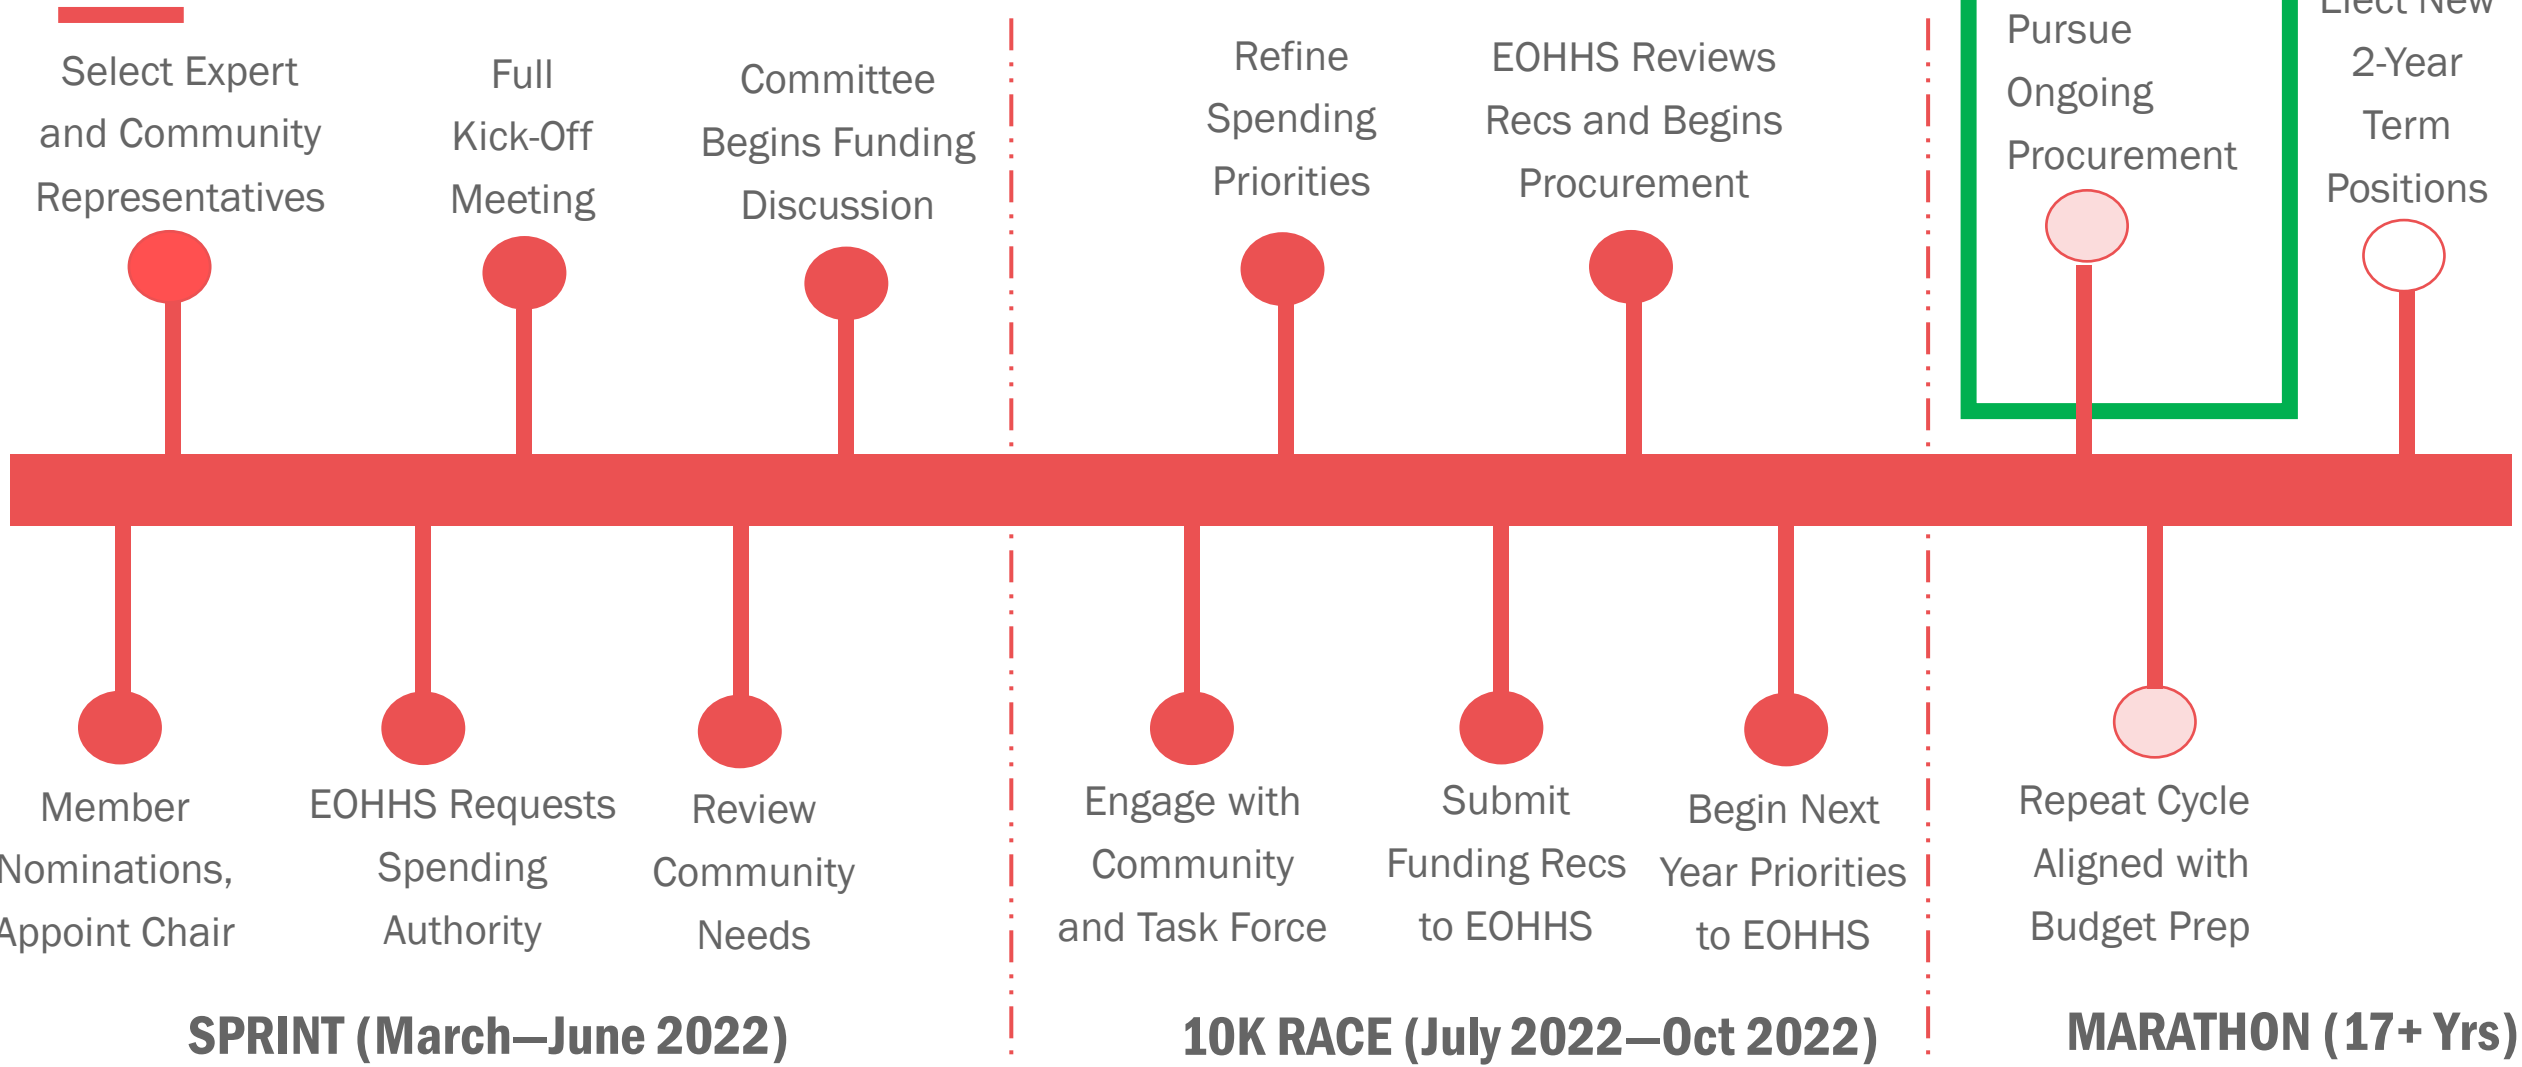 Select Expert
and Community
Representatives
Full
Kick-Off
Meeting
Committee
Begins Funding
Discussion
Refine
Spending
Priorities
EOHHS Reviews
Recs and Begins
Procurement
Pursue
Ongoing
Procurement
Elect New
2-Year
Term
Positions
Member
Nominations,
Appoint Chair
EOHHS Requests
Spending
Authority
Review
Community
Needs
Engage with
Community
and Task Force
Submit
Funding Recs
to EOHHS
Begin Next
Year Priorities
to EOHHS
Repeat Cycle
Aligned with
Budget Prep
SPRINT (March—June 2022)
10K RACE (July 2022—Oct 2022)
MARATHON (17+ Yrs)